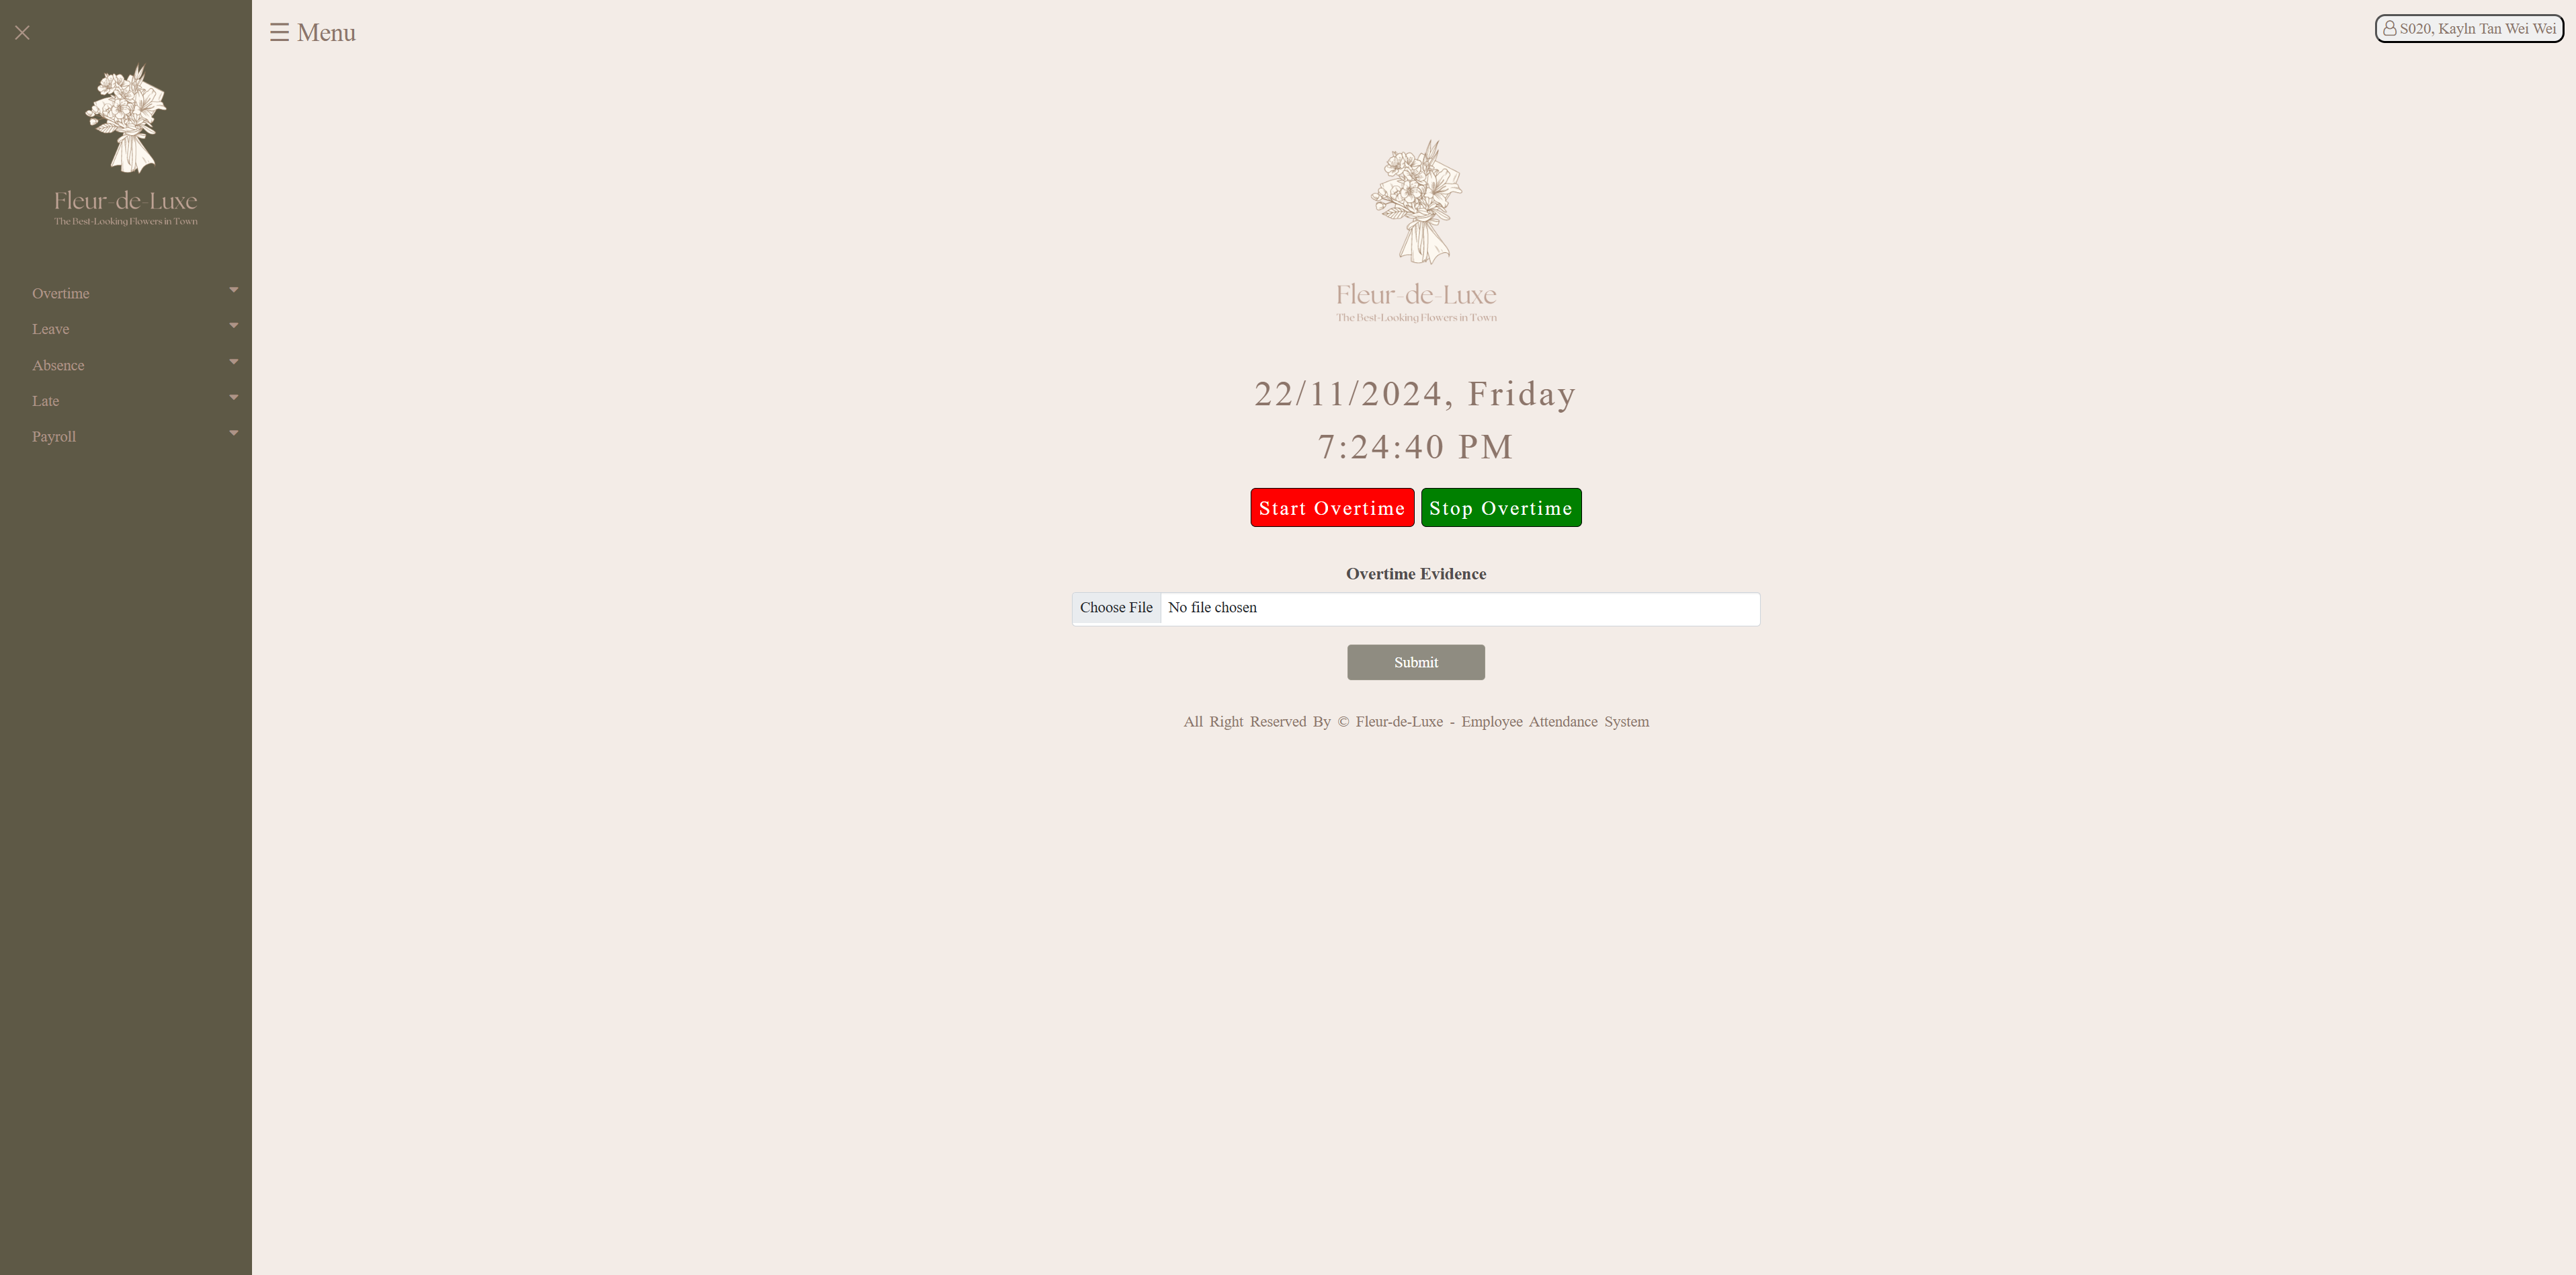 ☰ Menu
S020, Kayln Tan Wei Wei
Fleur-de-Luxe
The Best-Looking Flowers in Town
Overtime
Leave
Absence
Late
Payroll
Fleur-de-Luxe
The Best-Looking Flowers in Town
22/11/2024, Friday
7:24:40 PM
Start Overtime
Stop Overtime
Overtime Evidence
Choose File No file chosen
Submit
All Right Reserved By © Fleur-de-Luxe - Employee Attendance System